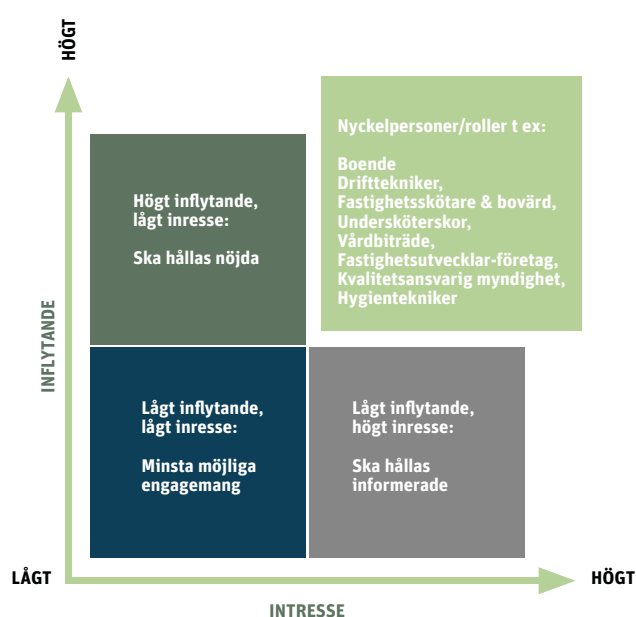 HÖGT
INFLYTANDE
Högt inflytande,
lågt inresse:
Ska hållas nöjda
Nyckelpersoner/roller t ex:
Boende
Drifttekniker,
Fastighetsskötare & bovärd,
Undersköterskor,
Vårdbiträde,
Fastighetsutvecklar-företag,
Kvalitetsansvarig myndighet,
Hygientekniker
Lågt inflytande,
lågt inresse:
Minsta möjliga
engagemang
Lågt inflytande,
högt inresse:
Ska hållas
informerade
LÅGT
HÖGT
INTRESSE